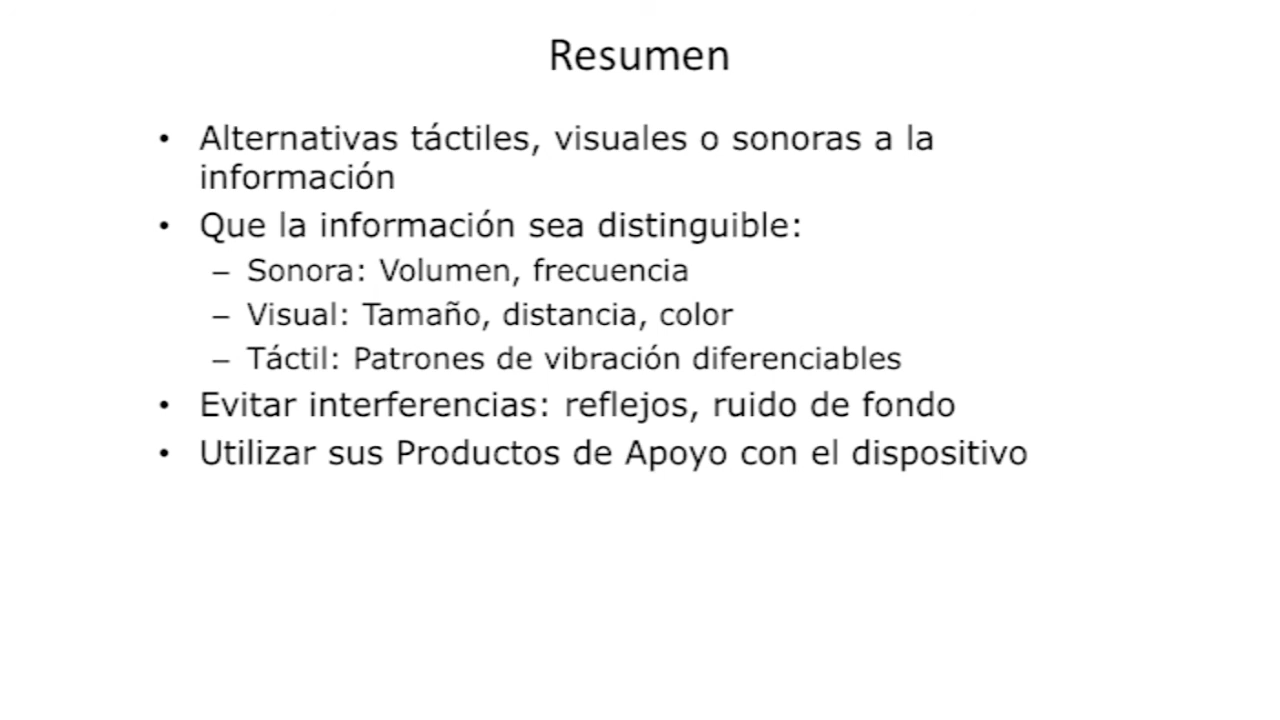 Resumen
• Alternativas táctiles, visuales o sonoras a la
información
• Que la información sea distinguible:
– Sonora: Volumen, frecuencia
– Visual: Tamaño, distancia, color
– Táctil: Patrones de vibración diferenciables
• Evitar interferencias: reflejos, ruido de fondo
• Utilizar sus Productos de Apoyo con el dispositivo